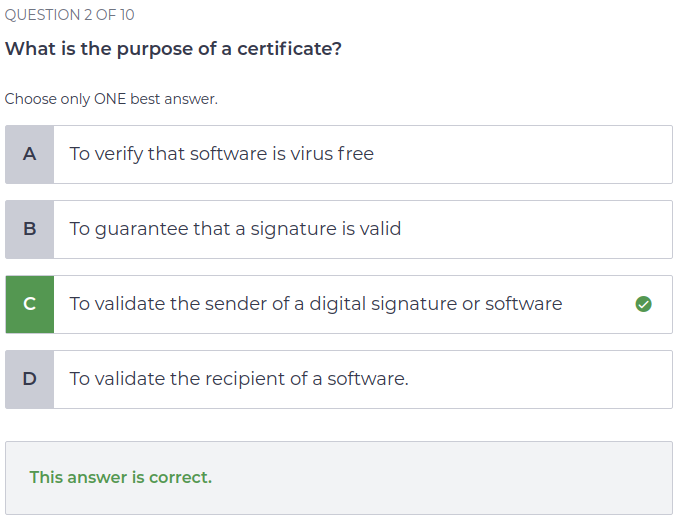 QUESTION 2 OF 10
What is the purpose of a certificate?
Choose only ONE best answer.
A To verify that software is virus free
B To guarantee that a signature is valid
C To validate the sender of a digital signature or software
D To validate the recipient of a software.
This answer is correct.